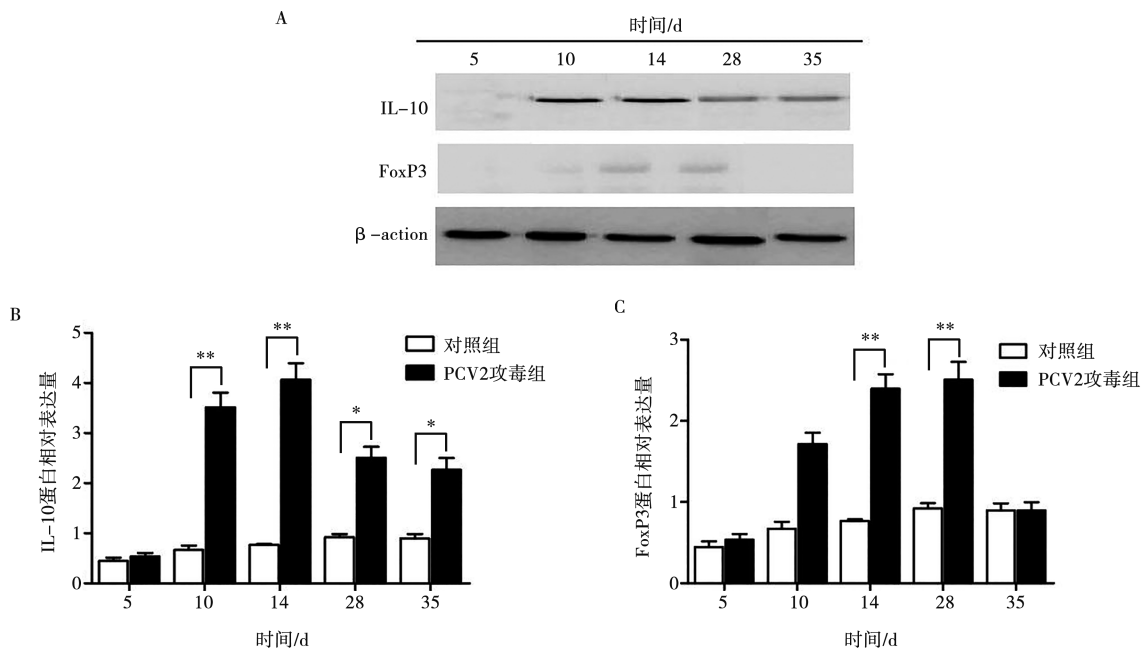 A
时间/d
5 10 14 28 35
IL-10
FoxP3
β-action
B
IL-10蛋白相对表达量
5
4
3
2
1
0
** ** * *
对照组
PCV2攻毒组
5 10 14 28 35
时间/d
C
FoxP3蛋白相对表达量
3
2
1
0
** **
对照组
PCV2攻毒组
5 10 14 28 35
时间/d